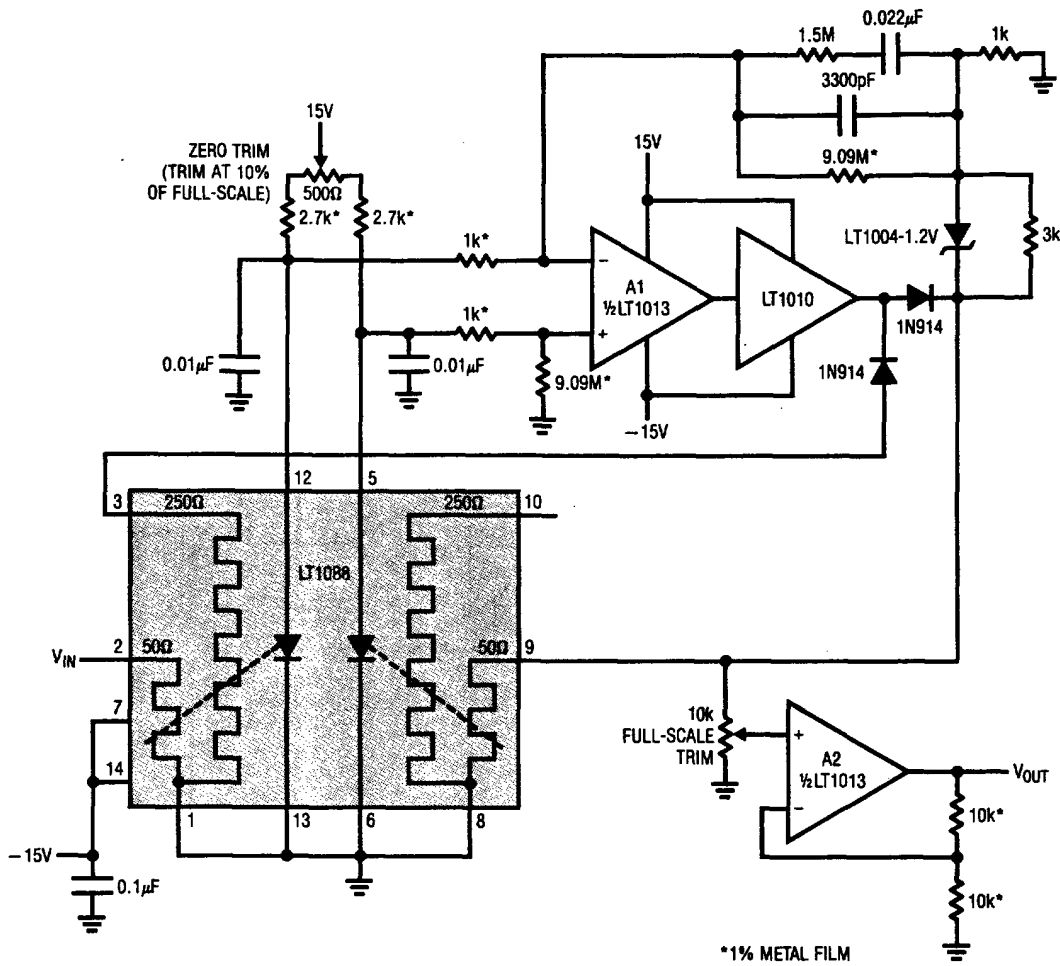 0.022µF
1.5M
1k
3300pF
15V
ZERO TRIM
(TRIM AT 10%
OF FULL-SCALE)
500Ω
2.7k*
2.7k*
15V
9.09M*
LT1004-1.2V
3k
1k*
A1
½LT1013
LT1010
1N914
1k*
0.01µF
0.01µF
9.09M*
1N914
–15V
12
5
3
250Ω
250Ω
10
LT1088
2
50Ω
50Ω
9
VIN
7
10k
FULL-SCALE
TRIM
A2
½LT1013
VOUT
14
10k*
1
13
6
8
–15V
0.1µF
10k*
*1% METAL FILM